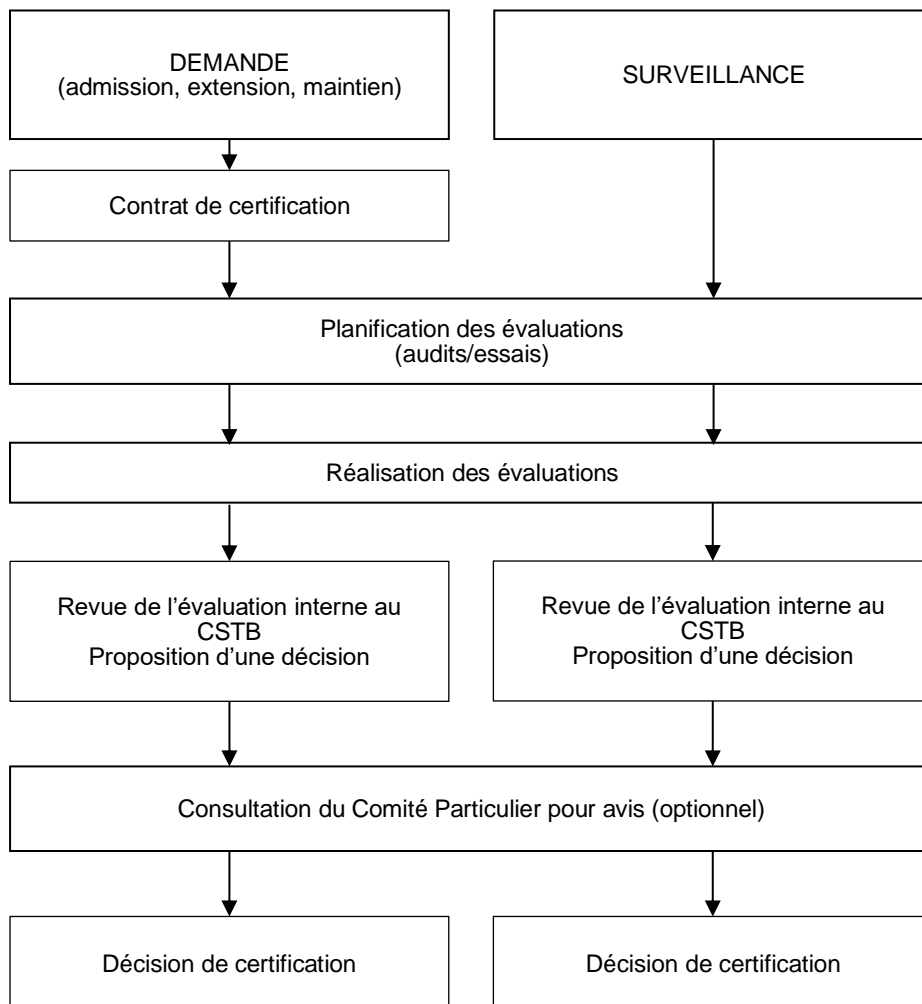 DEMANDE
(admission, extension, maintien)
SURVEILLANCE
Contrat de certification
Planification des évaluations
(audits/essais)
Réalisation des évaluations
Revue de l’évaluation interne au
CSTB
Proposition d’une décision
Revue de l’évaluation interne au
CSTB
Proposition d’une décision
Consultation du Comité Particulier pour avis (optionnel)
Décision de certification
Décision de certification